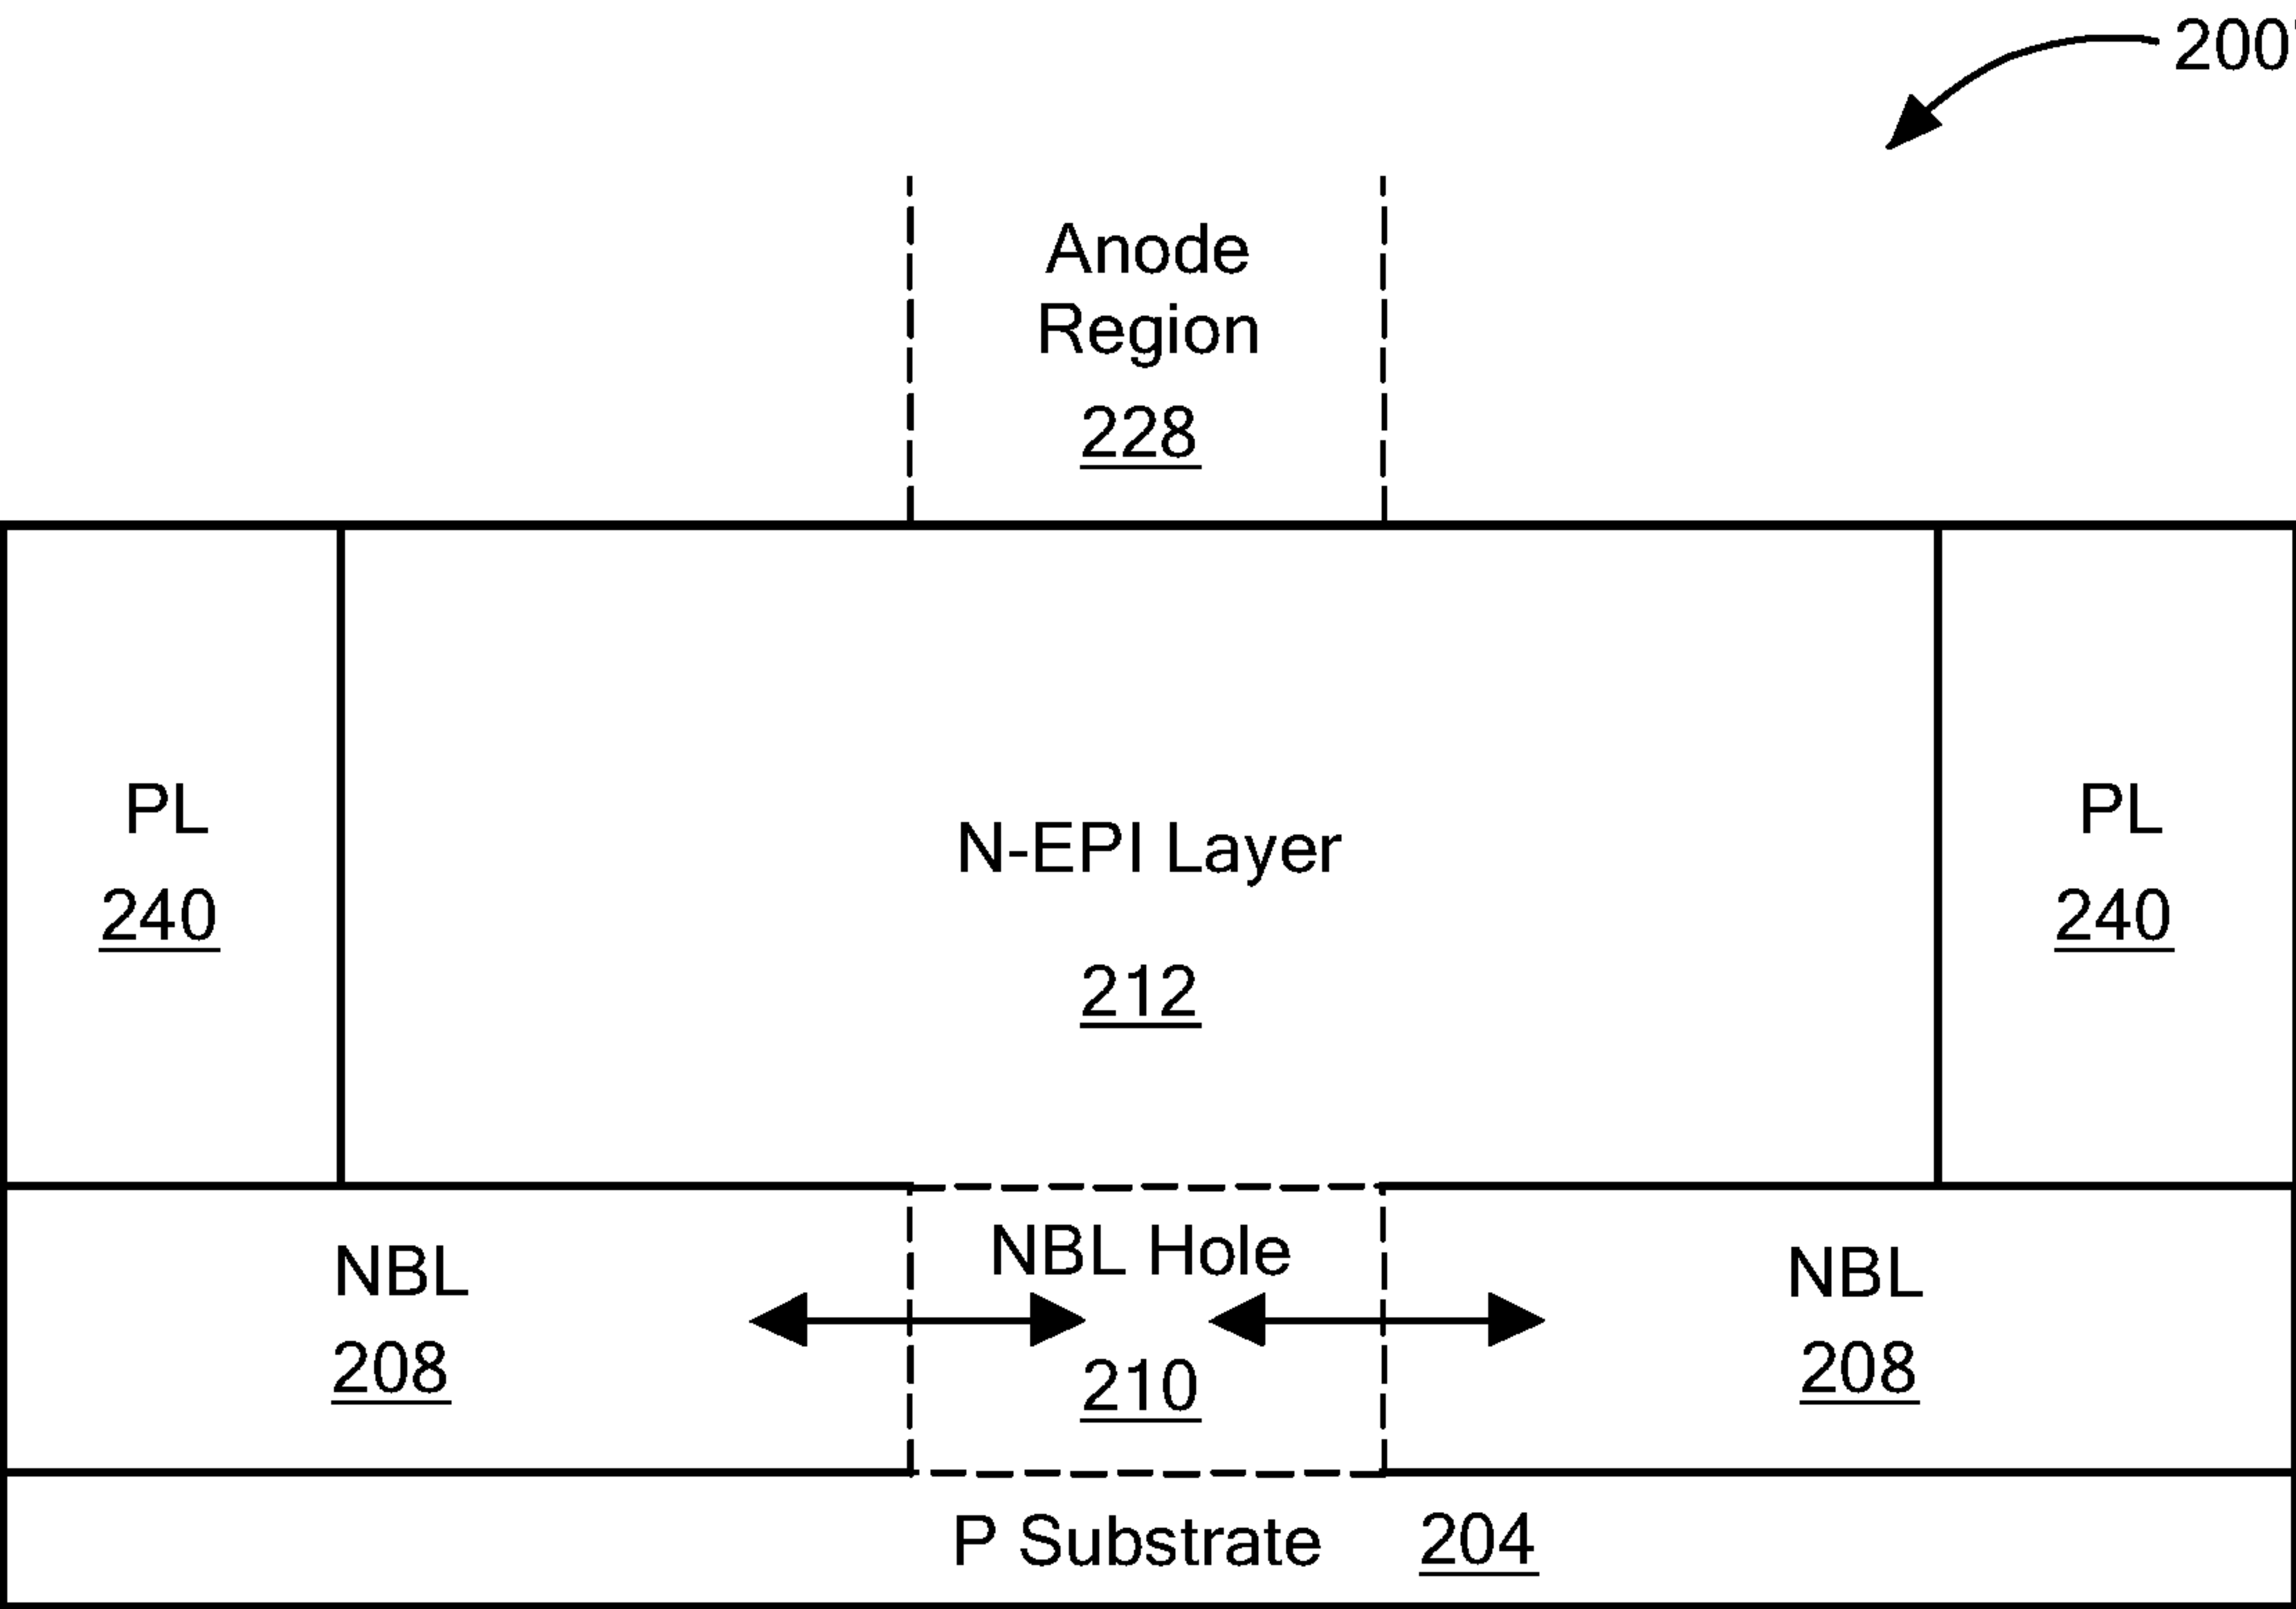 200'
Anode
Region
228
PL
240
N-EPI Layer
212
PL
240
NBL
208
NBL Hole
210
NBL
208
P Substrate 204